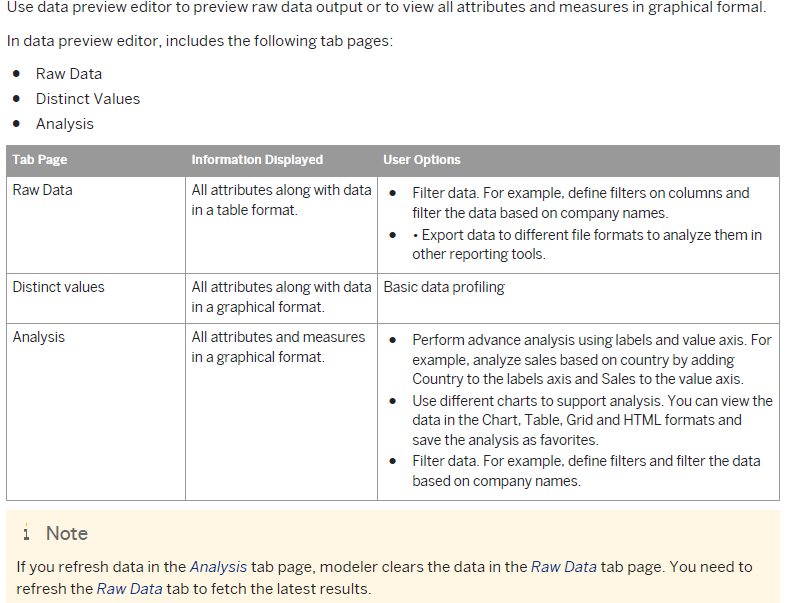 Use data preview editor to preview raw data output or to view all attributes and measures in graphical formal.
In data preview editor, includes the following tab pages:
● Raw Data
● Distinct Values
● Analysis
Tab Page
Information Displayed
User Options
Raw Data
All attributes along with data
in a table format.
● Filter data. For example, define filters on columns and
filter the data based on company names.
● • Export data to different file formats to analyze them in
other reporting tools.
Distinct values
All attributes along with data
in a graphical format.
Basic data profiling
Analysis
All attributes and measures
in a graphical format.
● Perform advance analysis using labels and value axis. For
example, analyze sales based on country by adding
Country to the labels axis and Sales to the value axis.
● Use different charts to support analysis. You can view the
data in the Chart, Table, Grid and HTML formats and
save the analysis as favorites.
● Filter data. For example, define filters and filter the data
based on company names.
i Note
If you refresh data in the Analysis tab page, modeler clears the data in the Raw Data tab page. You need to
refresh the Raw Data tab to fetch the latest results.